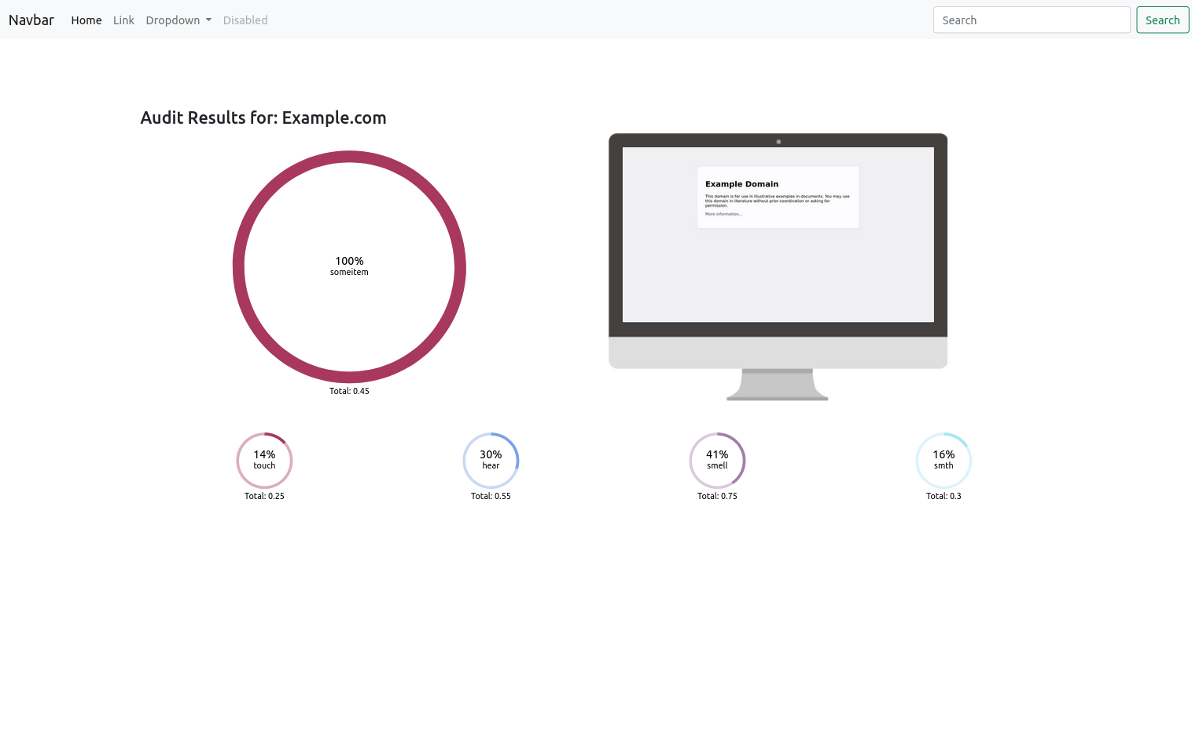 Navbar Home Link Dropdown Disabled Search Search
Audit Results for: Example.com
100%
someitem
Total: 0.45
Example Domain
This domain is for use in illustrative examples in documents. You may use
this domain in literature without prior coordination or asking for
permission.
More information...
14%
touch
Total: 0.25
30%
hear
Total: 0.55
41%
smell
Total: 0.75
16%
smth
Total: 0.3